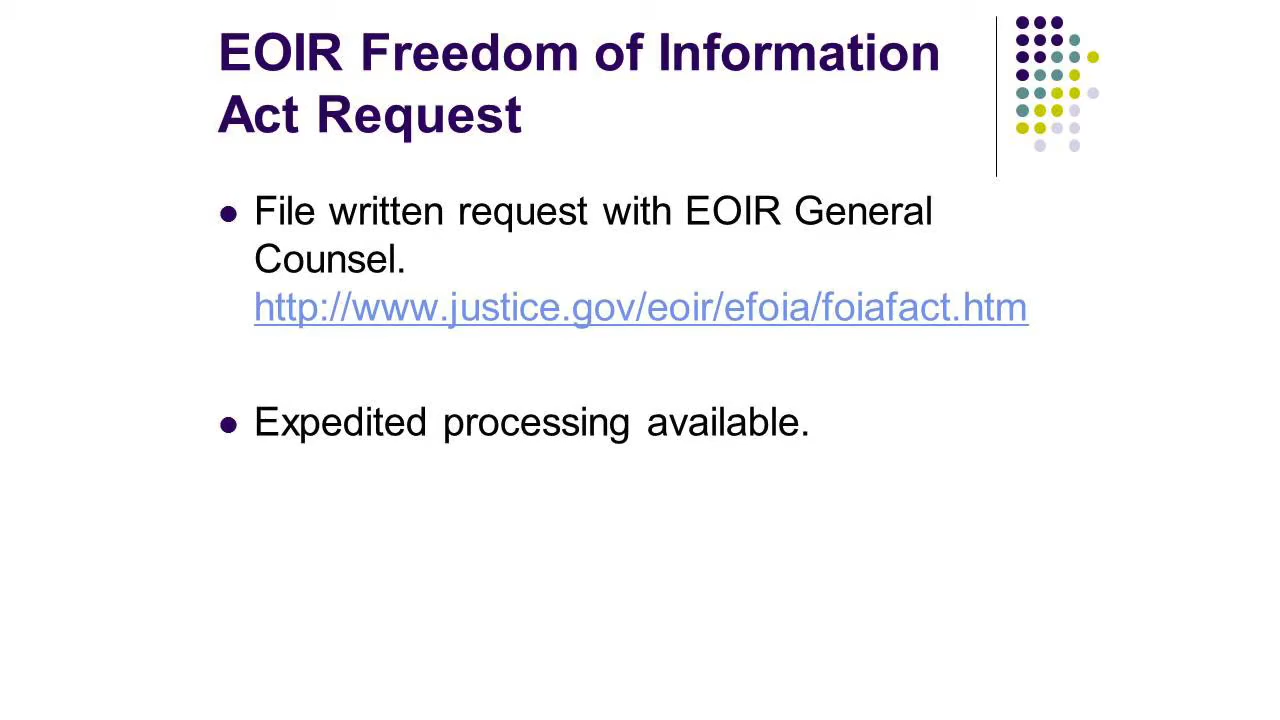 EOIR Freedom of Information
Act Request
File written request with EOIR General
Counsel.
http://www.justice.gov/eoir/efoia/foiafact.htm
Expedited processing available.